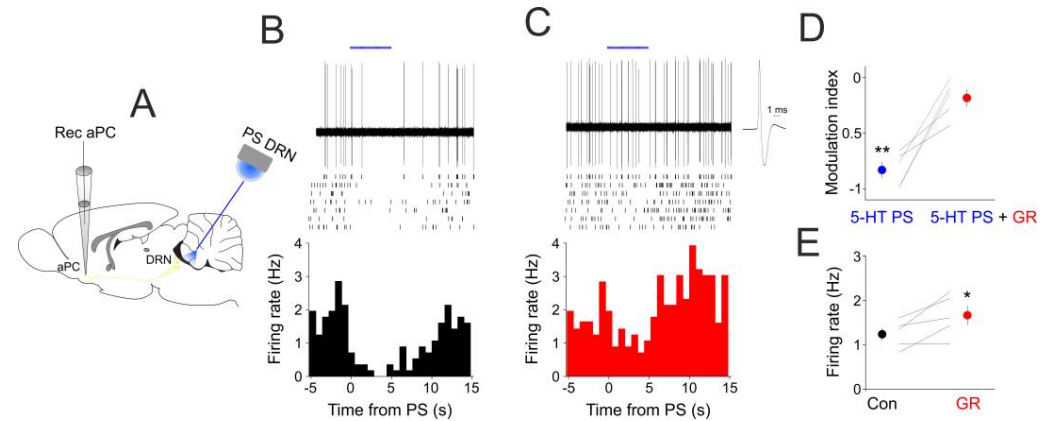 A
Rec aPC
PS DRN
aPC
DRN
B
Firing rate (Hz)
4
3
2
1
0
-5 0 5 10 15
Time from PS (s)
C
1 ms
Firing rate (Hz)
4
3
2
1
0
-5 0 5 10 15
Time from PS (s)
D
Modulation index
0
0.5
-1
**
5-HT PS 5-HT PS + GR
E
Firing rate (Hz)
3
2
1
0
*
Con GR